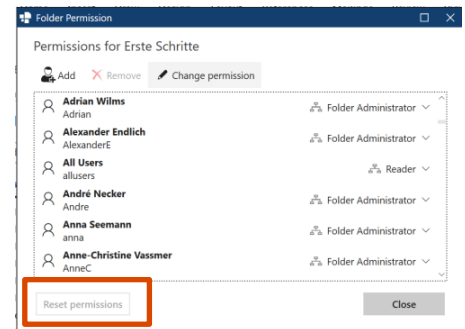 Folder Permission
Permissions for Erste Schritte
Add Remove Change permission
Adrian Wilms
Adrian
Folder Administrator
Alexander Endlich
AlexanderE
Folder Administrator
All Users
allusers
Reader
André Necker
Andre
Folder Administrator
Anna Seemann
anna
Folder Administrator
Anne-Christine Vassmer
AnneC
Folder Administrator
Reset permissions Close